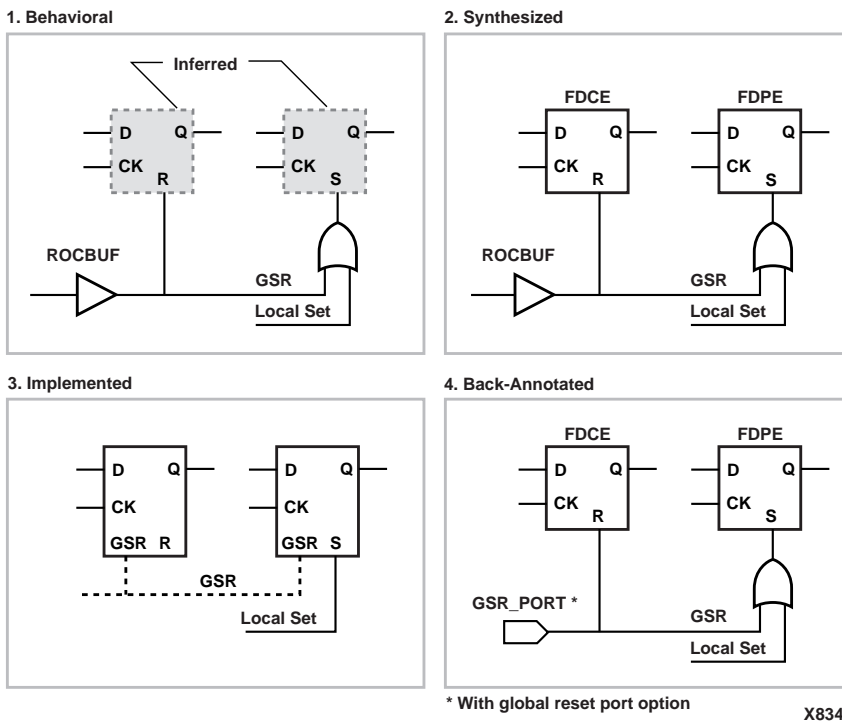 1. Behavioral
Inferred
D Q
CK
R
D Q
CK
S
ROCBUF
GSR
Local Set
2. Synthesized
FDCE
FDPE
D Q
CK
R
D Q
CK
S
ROCBUF
GSR
Local Set
3. Implemented
D Q
CK
GSR R
D Q
CK
GSR S
GSR
Local Set
4. Back-Annotated
FDCE
FDPE
D Q
CK
R
D Q
CK
S
GSR_PORT *
GSR
Local Set
* With global reset port option
X834